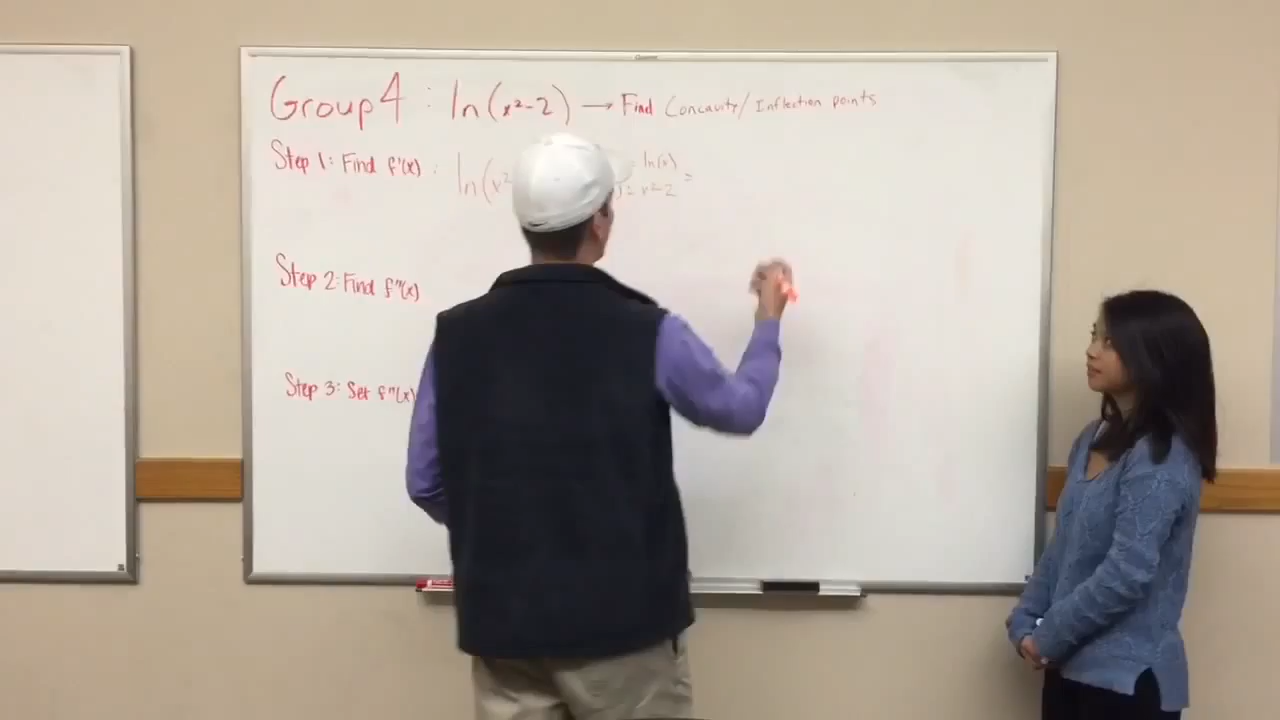 Group 4 : ln(x²-2) → Find Concavity/Inflection points
Step 1: Find f'(x) : ln(x² = ln(x)
) = x²-2 =
Step 2: Find f"(x)
Step 3: Set f"(x)